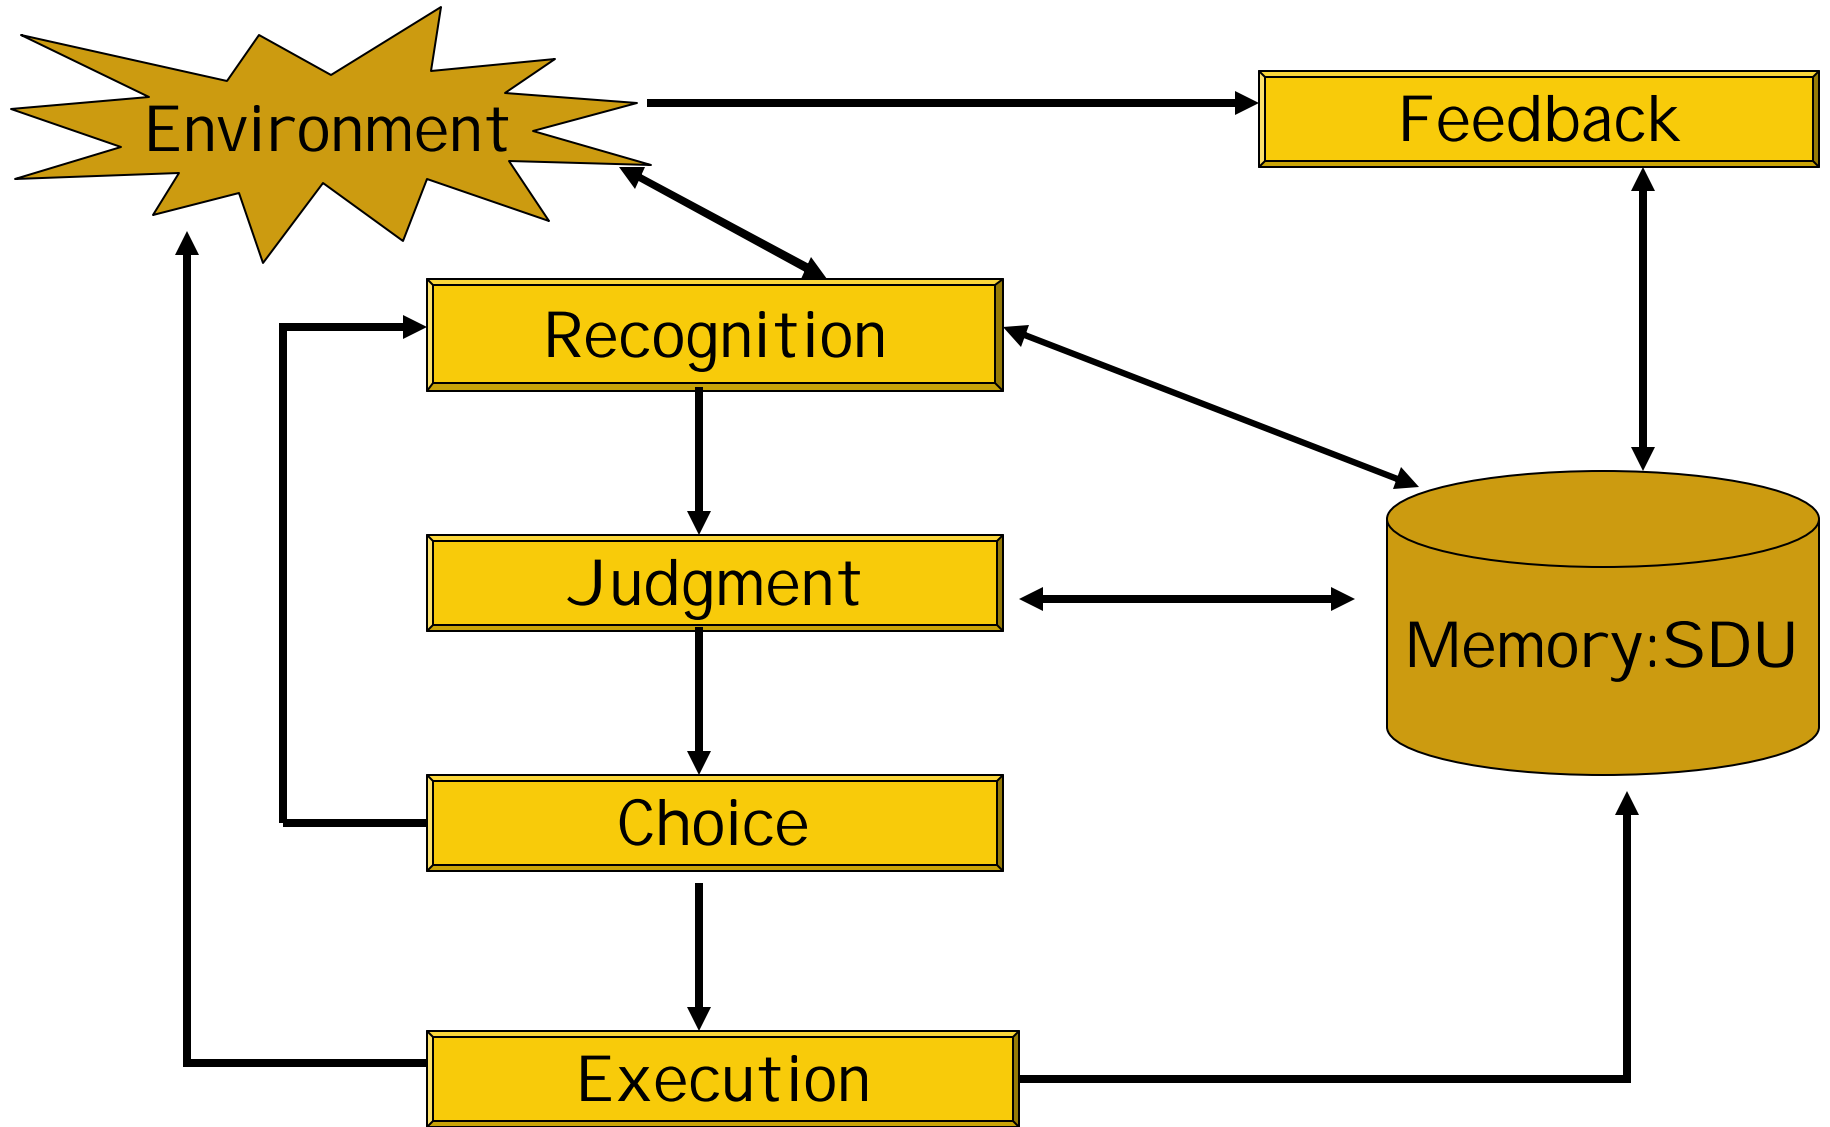 Environment
Feedback
Recognition
Judgment
Memory:SDU
Choice
Execution